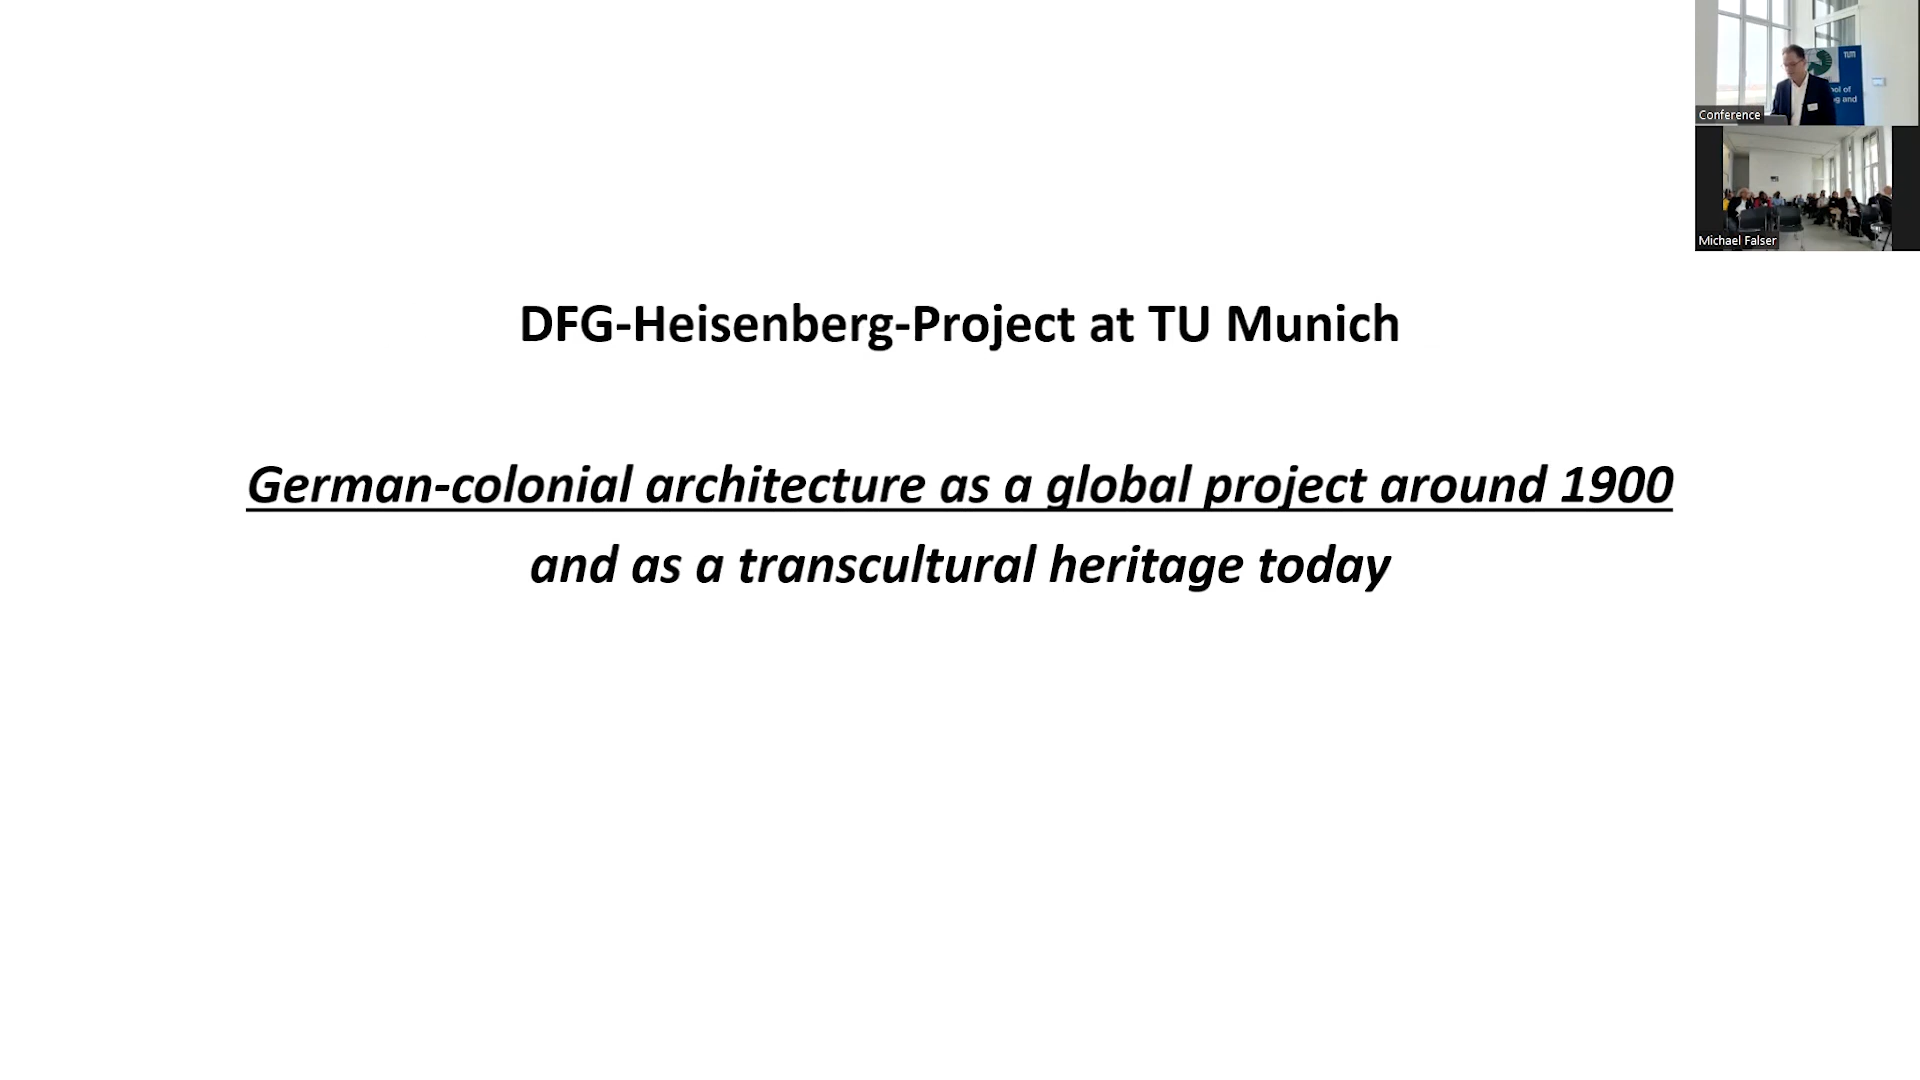 Conference
Michael Falser
TUM
DFG-Heisenberg-Project at TU Munich
German-colonial architecture as a global project around 1900
and as a transcultural heritage today